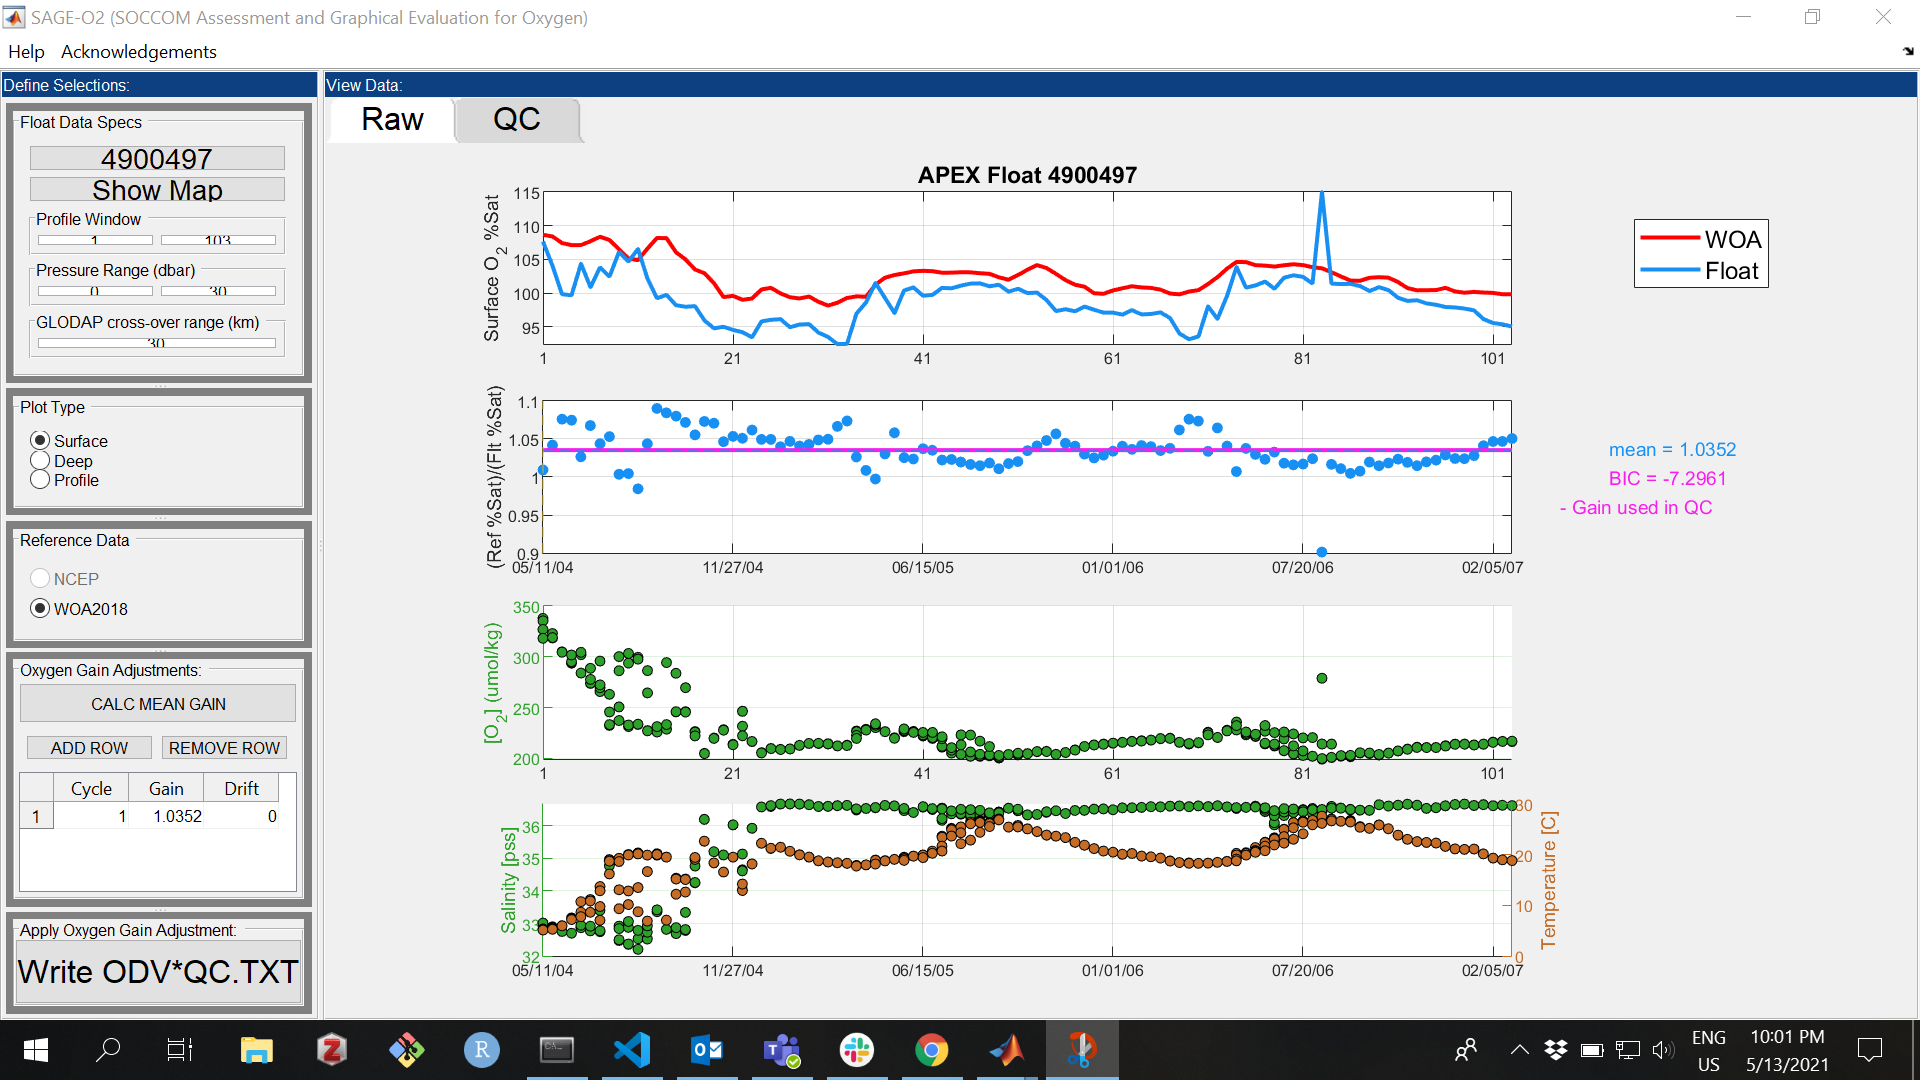 SAGE-O2 (SOCCOM Assessment and Graphical Evaluation for Oxygen)
Help Acknowledgements
Define Selections:
Float Data Specs
4900497
Show Map
Profile Window
1 103
Pressure Range (dbar)
0 30
GLODAP cross-over range (km)
30
Plot Type
Surface
Deep
Profile
Reference Data
NCEP
WOA2018
Oxygen Gain Adjustments:
CALC MEAN GAIN
ADD ROW REMOVE ROW
Cycle Gain Drift
1 1 1.0352 0
Apply Oxygen Gain Adjustment:
Write ODV*QC.TXT
View Data:
Raw QC
APEX Float 4900497
Surface O2 %Sat
115
110
105
100
95
1 21 41 61 81 101
WOA
Float
(Ref %Sat)/(Flt %Sat)
1.1
1.05
1
0.95
0.9
05/11/04 11/27/04 06/15/05 01/01/06 07/20/06 02/05/07
mean = 1.0352
BIC = -7.2961
- Gain used in QC
[O2] (umol/kg)
350
300
250
200
1 21 41 61 81 101
Salinity [pss]
36
35
34
33
32
Temperature [C]
30
20
10
0
05/11/04 11/27/04 06/15/05 01/01/06 07/20/06 02/05/07
ENG
US
10:01 PM
5/13/2021